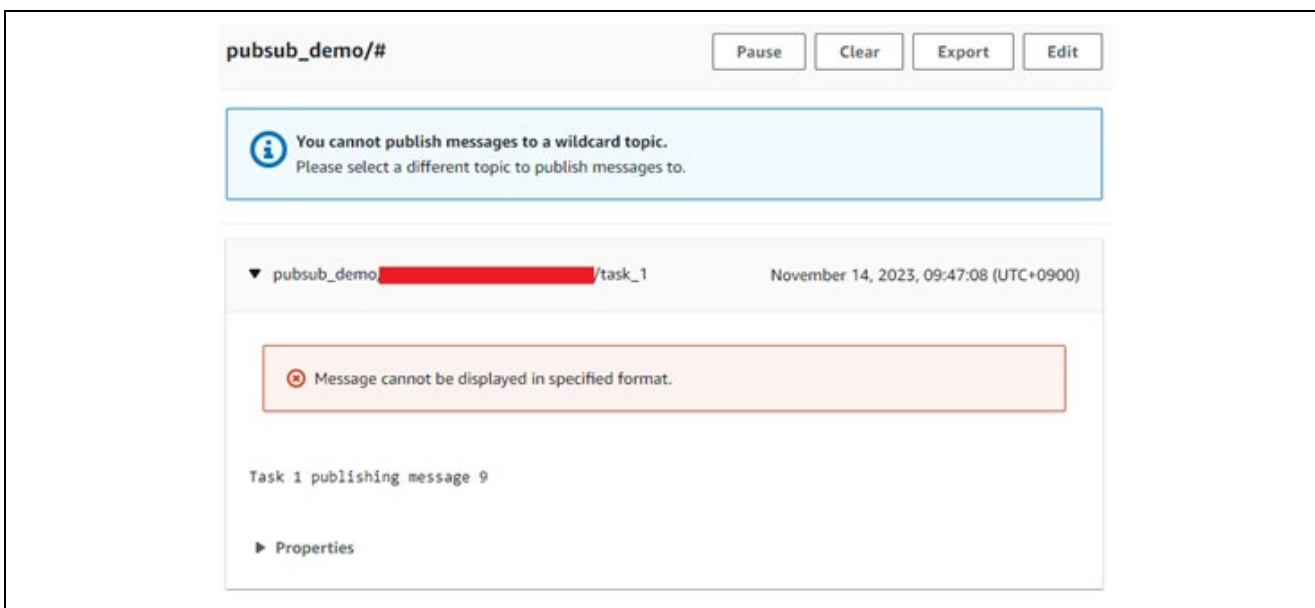 pubsub_demo/#
Pause Clear Export Edit
You cannot publish messages to a wildcard topic.
Please select a different topic to publish messages to.
pubsub_demo/ /task_1 November 14, 2023, 09:47:08 (UTC+0900)
Message cannot be displayed in specified format.
Task 1 publishing message 9
Properties